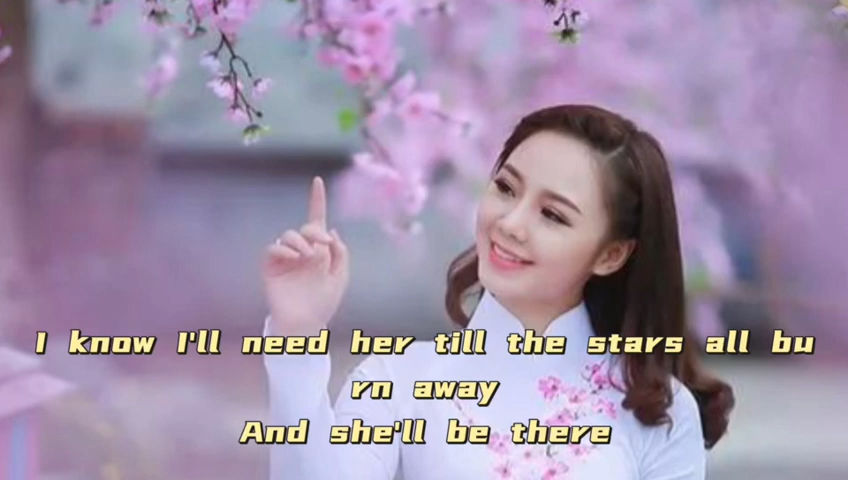 I know I'll need her till the stars all bu
rn away
And she'll be there